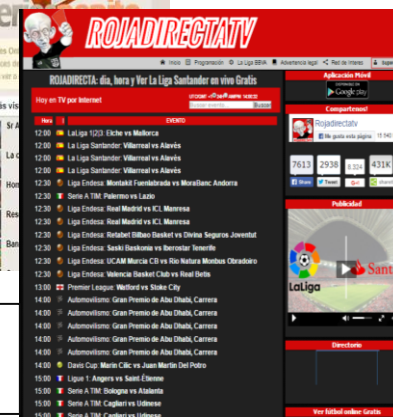 ROJADIRECTATV
Inicio Programación La Liga BBVA Advertencia legal Red de Interes
ROJADIRECTA: día, hora y Ver La Liga Santander en vivo Gratis
Hoy en TV por Internet
Buscar evento... Buscar
Hora EVENTO
12:00 LaLiga 1|2|3: Elche vs Mallorca
12:00 La Liga Santander: Villarreal vs Alavés
12:00 La Liga Santander: Villarreal vs Alavés
12:00 La Liga Santander: Villarreal vs Alavés
12:30 Liga Endesa: Montakit Fuenlabrada vs MoraBanc Andorra
12:30 Serie A TIM: Palermo vs Lazio
12:30 Liga Endesa: Real Madrid vs ICL Manresa
12:30 Liga Endesa: Real Madrid vs ICL Manresa
12:30 Liga Endesa: Retabet Bilbao Basket vs Divina Seguros Joventut
12:30 Liga Endesa: Saski Baskonia vs Iberostar Tenerife
12:30 Liga Endesa: UCAM Murcia CB vs Rio Natura Monbus Obradoiro
12:30 Liga Endesa: Valencia Basket Club vs Real Betis
13:00 Premier League: Watford vs Stoke City
14:00 Automovilismo: Gran Premio de Abu Dhabi, Carrera
14:00 Automovilismo: Gran Premio de Abu Dhabi, Carrera
14:00 Automovilismo: Gran Premio de Abu Dhabi, Carrera
14:00 Automovilismo: Gran Premio de Abu Dhabi, Carrera
14:00 Automovilismo: Gran Premio de Abu Dhabi, Carrera
14:00 Davis Cup: Marin Cilic vs Juan Martin Del Potro
15:00 Ligue 1: Angers vs Saint-Étienne
15:00 Serie A TIM: Bologna vs Atalanta
15:00 Serie A TIM: Cagliari vs Udinese
15:00 Serie A TIM: Cagliari vs Udinese
Aplicación Móvil
Google play
Compartenos!
Rojadirectatv
Me gusta esta página
7613 2938 8.324 431K
Share Tweet G+
Publicidad
LaLiga
Directorio
Ver fútbol online Gratis